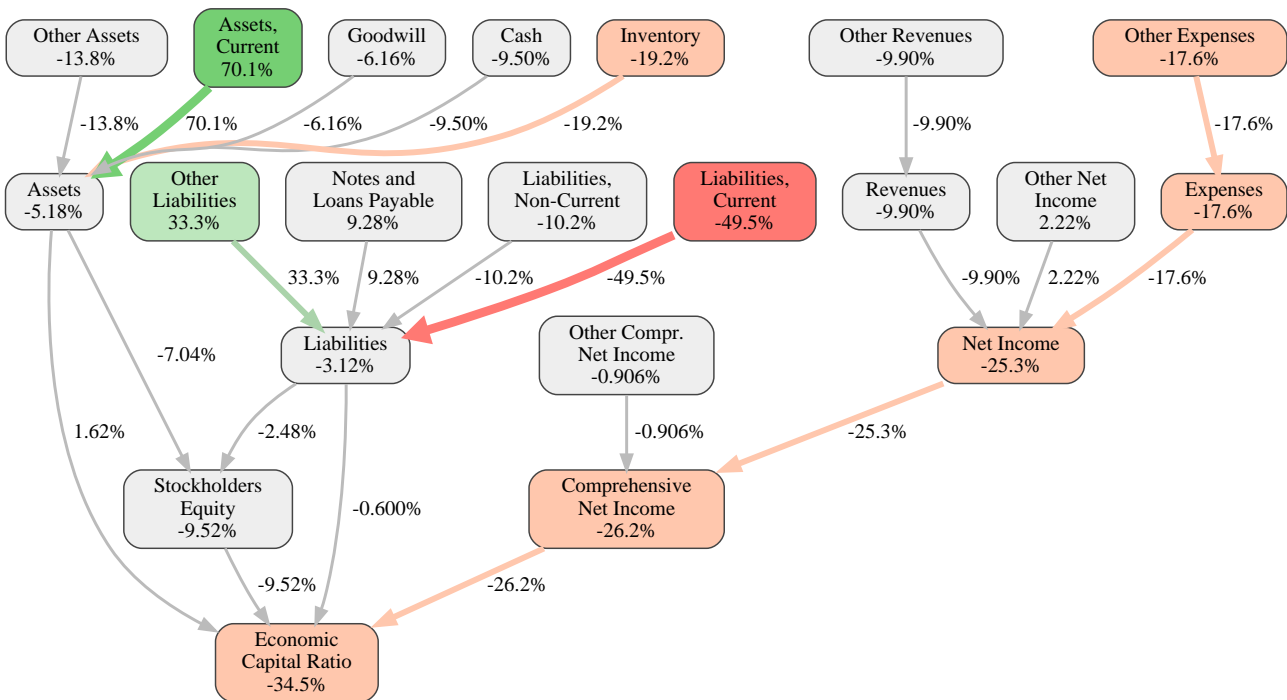 Other Assets
-13.8%
Assets,
Current
70.1%
Goodwill
-6.16%
Cash
-9.50%
Inventory
-19.2%
Other Revenues
-9.90%
Other Expenses
-17.6%
-13.8%
70.1%
-6.16%
-9.50%
-19.2%
-9.90%
-17.6%
Assets
-5.18%
Other
Liabilities
33.3%
Notes and
Loans Payable
9.28%
Liabilities,
Non-Current
-10.2%
Liabilities,
Current
-49.5%
Revenues
-9.90%
Other Net
Income
2.22%
Expenses
-17.6%
33.3%
9.28%
-10.2%
-49.5%
-9.90%
2.22%
-17.6%
-7.04%
Liabilities
-3.12%
Other Compr.
Net Income
-0.906%
Net Income
-25.3%
1.62%
-2.48%
-0.906%
-25.3%
Stockholders
Equity
-9.52%
-0.600%
Comprehensive
Net Income
-26.2%
-9.52%
-26.2%
Economic
Capital Ratio
-34.5%